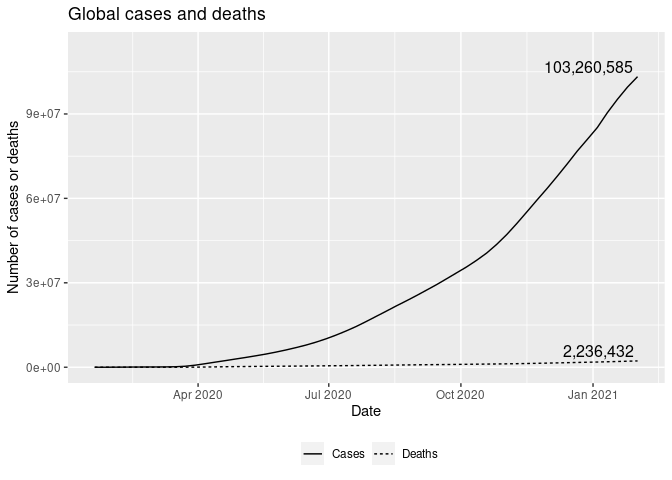 Global cases and deaths
103,260,585
9e+07
6e+07
3e+07
0e+00
Number of cases or deaths
2,236,432
Apr 2020 Jul 2020 Oct 2020 Jan 2021
Date
Cases Deaths